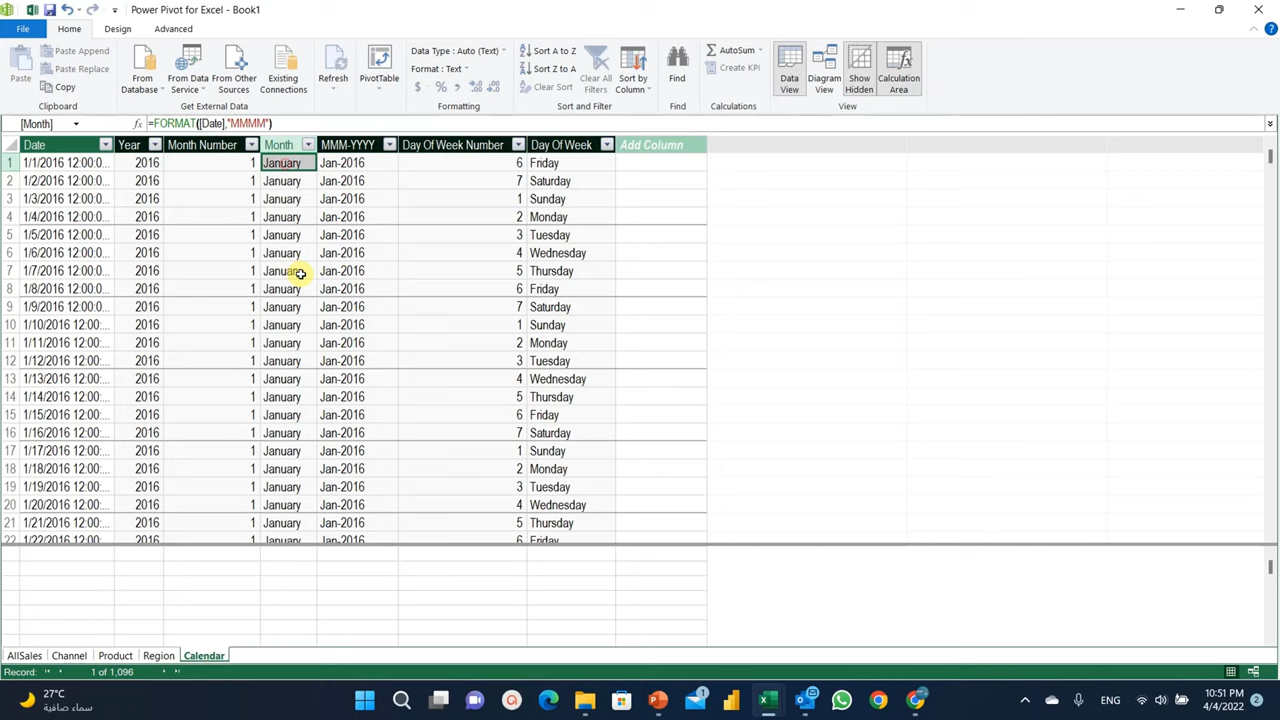 Power Pivot for Excel - Book1
File Home Design Advanced
Paste
Paste Append
Paste Replace
Copy
Clipboard
From Database
From Data Service
From Other Sources
Existing Connections
Get External Data
Refresh
PivotTable
Data Type : Auto (Text)
Format : Text
$ % ,
Formatting
Sort A to Z
Sort Z to A
Clear Sort
Clear All Filters
Sort by Column
Sort and Filter
Find
Find
AutoSum
Create KPI
Calculations
Data View
Diagram View
Show Hidden
Calculation Area
View
[Month] fx =FORMAT([Date],"MMMM")
Date Year Month Number Month MMM-YYYY Day Of Week Number Day Of Week Add Column
1 1/1/2016 12:00:0... 2016 1 January Jan-2016 6 Friday
2 1/2/2016 12:00:0... 2016 1 January Jan-2016 7 Saturday
3 1/3/2016 12:00:0... 2016 1 January Jan-2016 1 Sunday
4 1/4/2016 12:00:0... 2016 1 January Jan-2016 2 Monday
5 1/5/2016 12:00:0... 2016 1 January Jan-2016 3 Tuesday
6 1/6/2016 12:00:0... 2016 1 January Jan-2016 4 Wednesday
7 1/7/2016 12:00:0... 2016 1 January Jan-2016 5 Thursday
8 1/8/2016 12:00:0... 2016 1 January Jan-2016 6 Friday
9 1/9/2016 12:00:0... 2016 1 January Jan-2016 7 Saturday
10 1/10/2016 12:00:... 2016 1 January Jan-2016 1 Sunday
11 1/11/2016 12:00:... 2016 1 January Jan-2016 2 Monday
12 1/12/2016 12:00:... 2016 1 January Jan-2016 3 Tuesday
13 1/13/2016 12:00:... 2016 1 January Jan-2016 4 Wednesday
14 1/14/2016 12:00:... 2016 1 January Jan-2016 5 Thursday
15 1/15/2016 12:00:... 2016 1 January Jan-2016 6 Friday
16 1/16/2016 12:00:... 2016 1 January Jan-2016 7 Saturday
17 1/17/2016 12:00:... 2016 1 January Jan-2016 1 Sunday
18 1/18/2016 12:00:... 2016 1 January Jan-2016 2 Monday
19 1/19/2016 12:00:... 2016 1 January Jan-2016 3 Tuesday
20 1/20/2016 12:00:... 2016 1 January Jan-2016 4 Wednesday
21 1/21/2016 12:00:... 2016 1 January Jan-2016 5 Thursday
22 1/22/2016 12:00:... 2016 1 January Jan-2016 6 Friday
AllSales Channel Product Region Calendar
Record: 1 of 1,096
27°C
سماء صافية
ENG
10:51 PM
4/4/2022